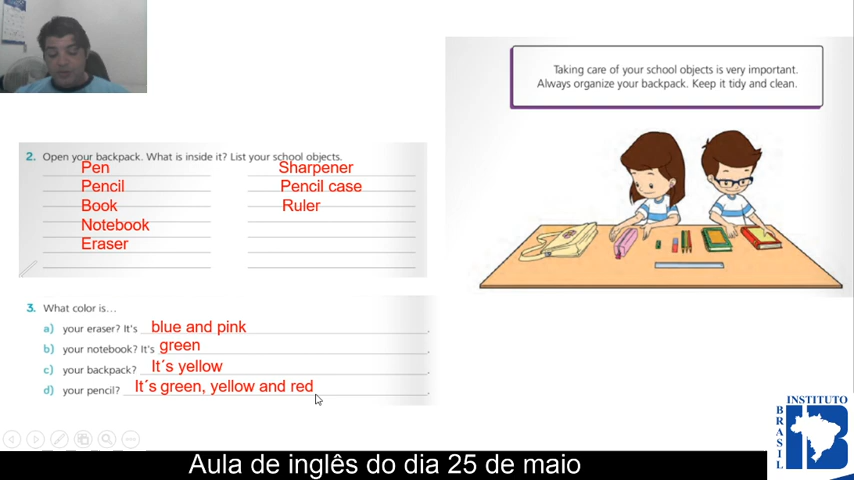 Taking care of your school objects is very important.
Always organize your backpack. Keep it tidy and clean.
2. Open your backpack. What is inside it? List your school objects.
Pen
Pencil
Book
Notebook
Eraser
Sharpener
Pencil case
Ruler
3. What color is...
a) your eraser? It's blue and pink.
b) your notebook? It's green.
c) your backpack? It´s yellow.
d) your pencil? It´s green, yellow and red.
Aula de inglês do dia 25 de maio
INSTITUTO
BRASIL